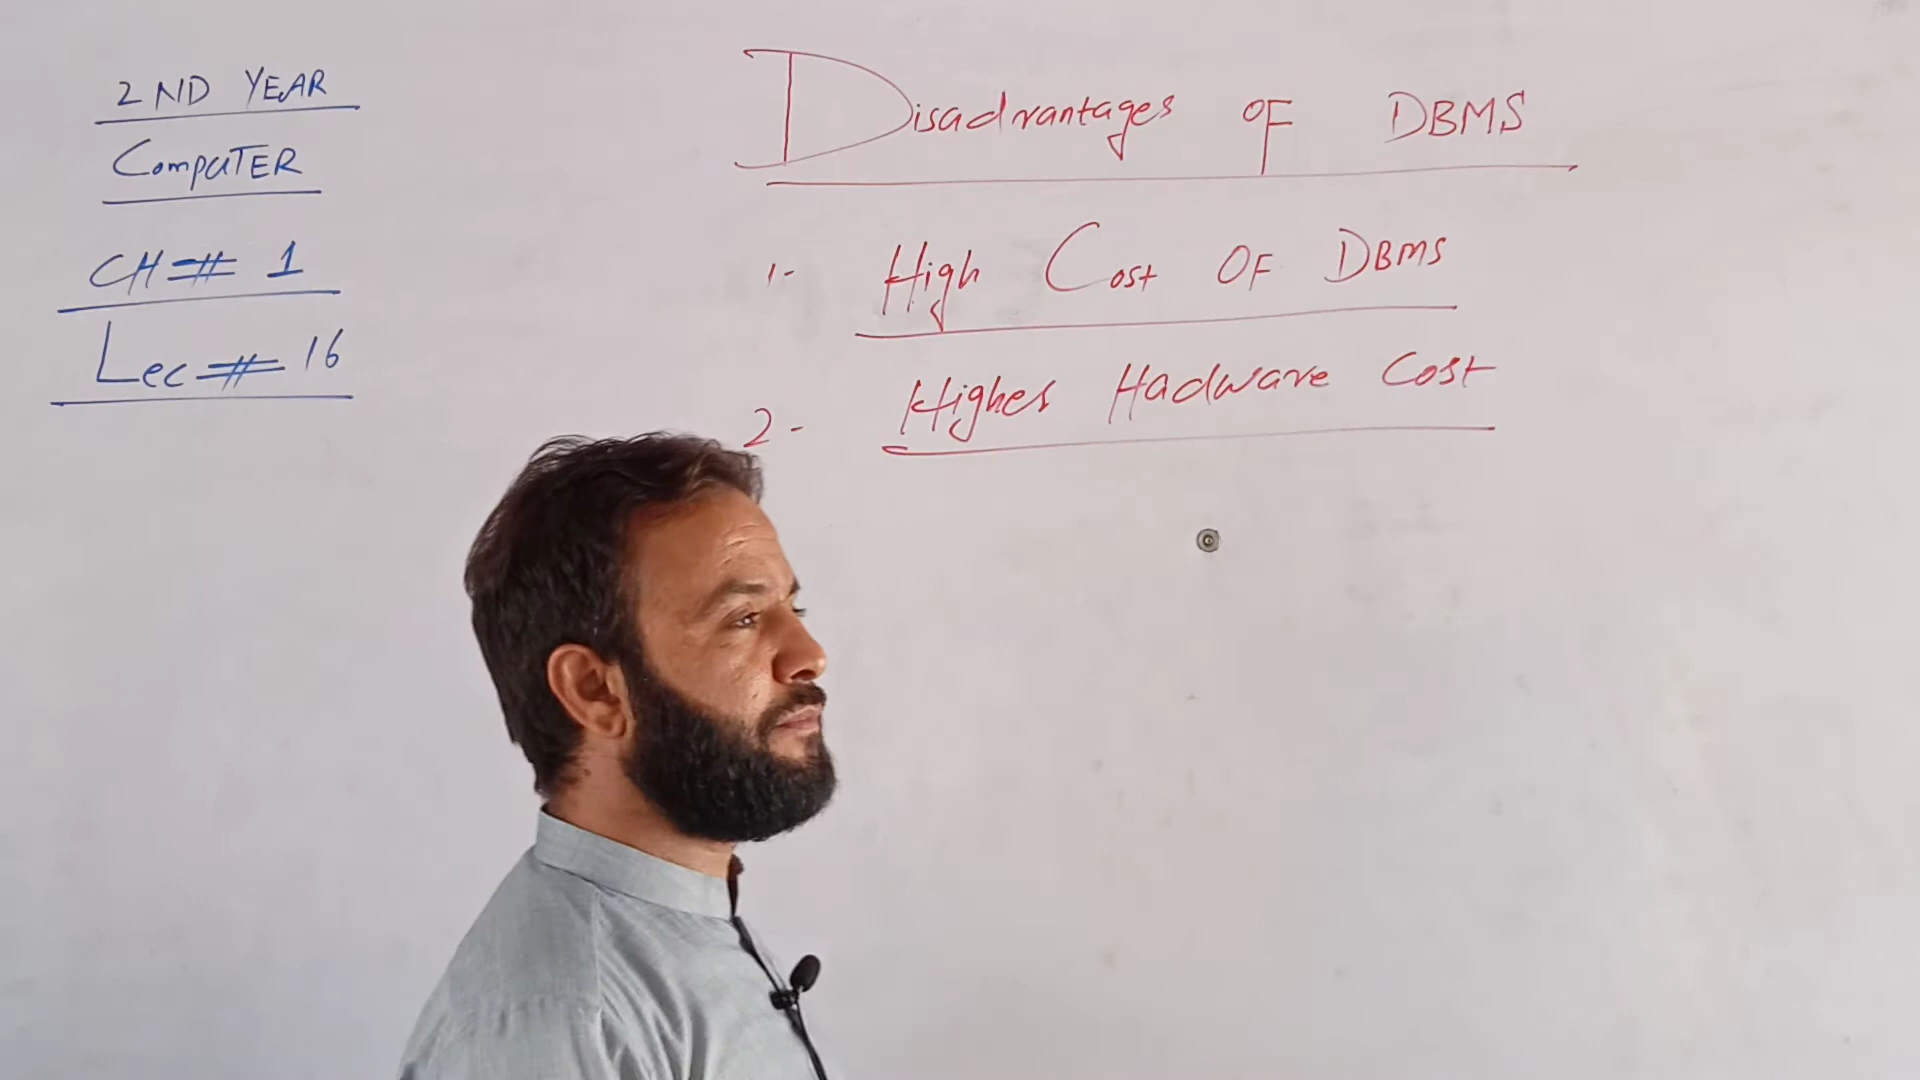 2ND YEAR
COMPUTER
CH# 1
Lec# 16
Disadvantages OF DBMS
1- High Cost OF DBMS
2- Higher Hadware Cost